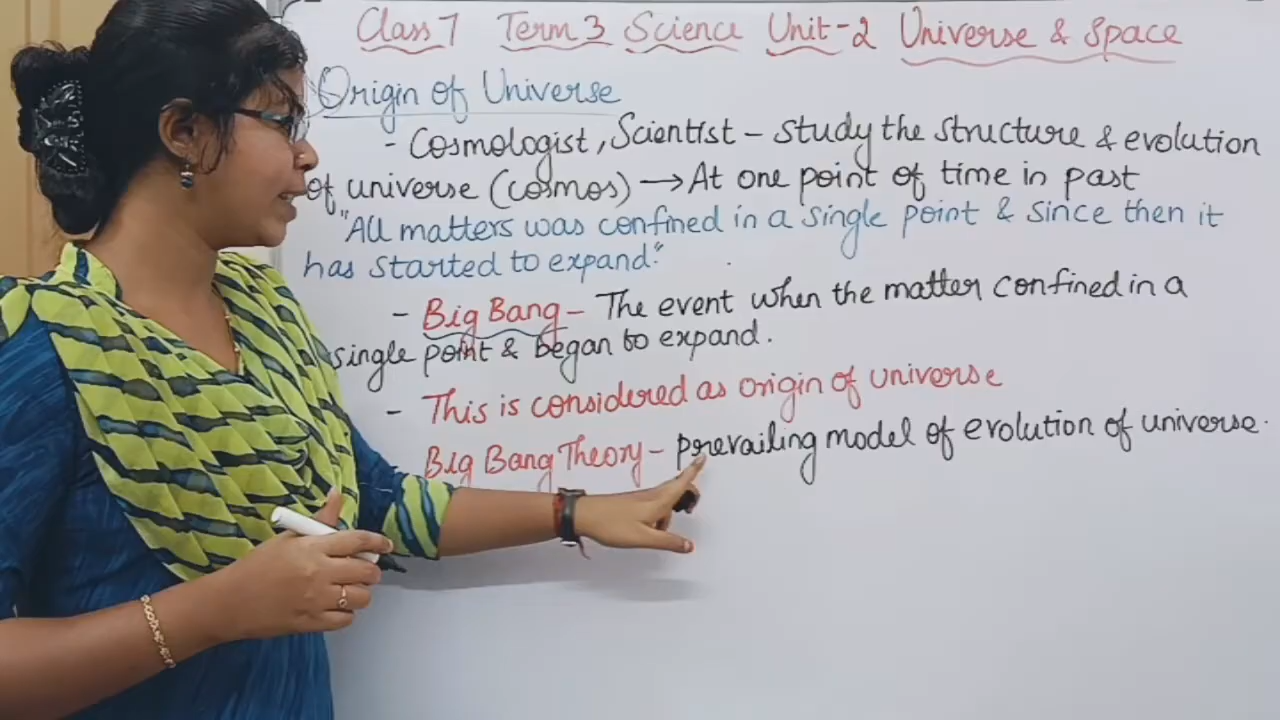 Class 7 Term 3 Science Unit-2 Universe & Space
Origin of Universe
- Cosmologist, Scientist - Study the structure & evolution
of universe (cosmos) → At one point of time in past
"All matters was confined in a single point & since then it
has started to expand."
- Big Bang - The event when the matter confined in a
single point & began to expand.
- This is considered as origin of universe
Big Bang Theory - prevailing model of evolution of universe.